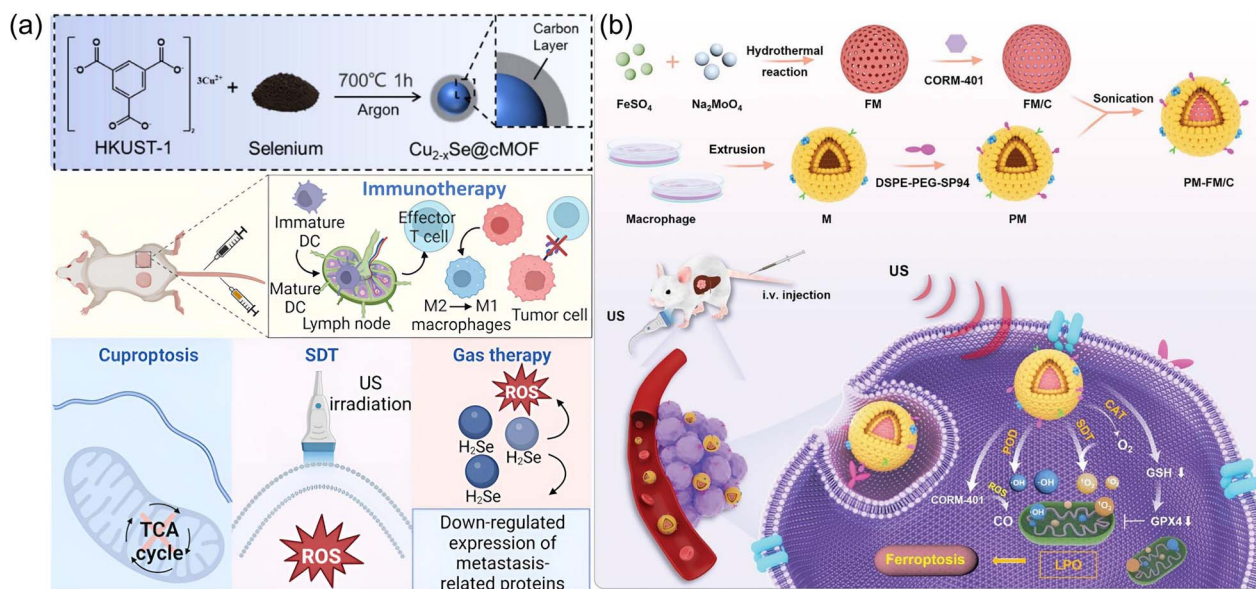 (a)
O
O⁻
O⁻
O
O
O⁻
3Cu²⁺
2
+
HKUST-1
Selenium
700℃ 1h
Argon
Cu₂₋ₓSe@cMOF
Carbon
Layer
L
Immunotherapy
Immature
DC
Mature
DC
Lymph node
Effector
T cell
M2 → M1
macrophages
Tumor cell
Cuproptosis
TCA
cycle
SDT
US
irradiation
ROS
Gas therapy
ROS
H₂Se
H₂Se
H₂Se
Down-regulated
expression of
metastasis-
related proteins
(b)
FeSO₄
+
Na₂MoO₄
Hydrothermal
reaction
FM
CORM-401
FM/C
Sonication
PM-FM/C
Macrophage
Extrusion
M
DSPE-PEG-SP94
PM
US
i.v. injection
US
POD
SDT
CAT
O₂
ROS
CORM-401
CO
·OH
·OH
¹O₂
¹O₂
·OH
¹O₂
GSH ⬇
GPX4⬇
LPO
Ferroptosis